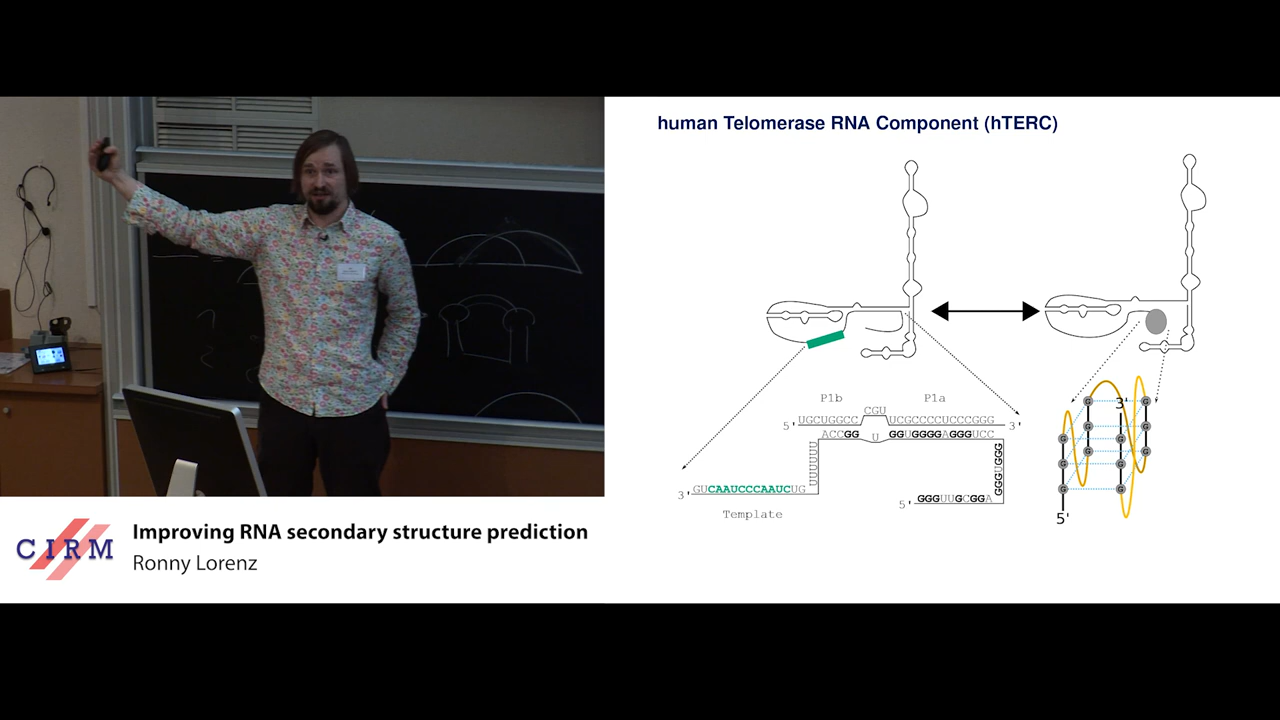 human Telomerase RNA Component (hTERC)
P1b P1a
CGU
5' UGCUGGCC UCGCCCCUCCCGGG 3'
ACCGG U GGUGGGGAGGGUCC
UUUUUUU
GGGUGGG
3' GUCAAUCCCAAUCUG
Template
5' GGGUUGCGGA
G 3' G
G G
G G G G
G G
G G
5'
CIRM
Improving RNA secondary structure prediction
Ronny Lorenz